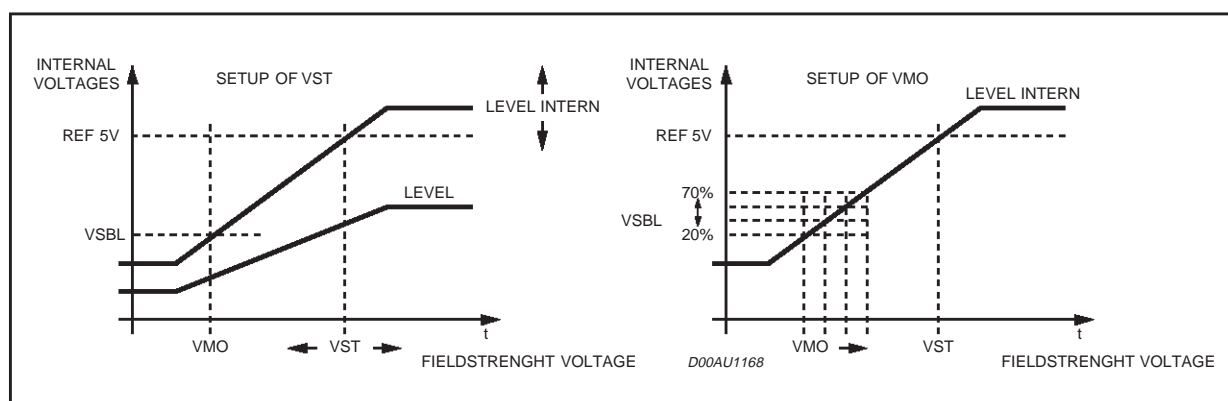 INTERNAL
VOLTAGES
SETUP OF VST
LEVEL INTERN
REF 5V
LEVEL
VSBL
t
VMO
VST
FIELDSTRENGHT VOLTAGE
INTERNAL
VOLTAGES
SETUP OF VMO
LEVEL INTERN
REF 5V
70%
VSBL
20%
t
VMO
VST
D00AU1168
FIELDSTRENGHT VOLTAGE